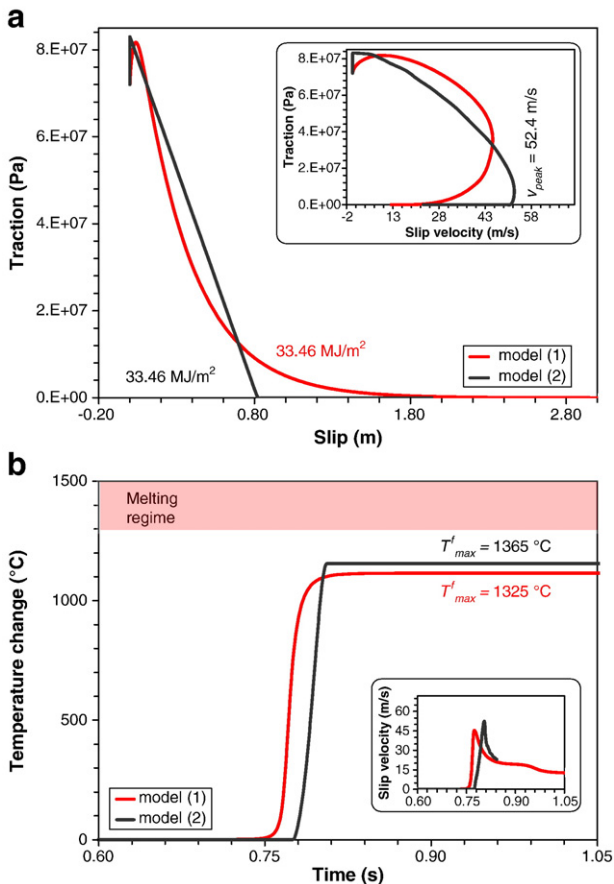 a
8.E+07
6.E+07
4.E+07
2.E+07
0.E+00
Traction (Pa)
-0.20
0.80
1.80
2.80
Slip (m)
33.46 MJ/m²
33.46 MJ/m²
model (1)
model (2)
8.E+07
6.E+07
4.E+07
2.E+07
0.E+00
Traction (Pa)
-2
13
28
43
58
Slip velocity (m/s)
v_peak = 52.4 m/s
b
1500
1100
500
0
Temperature change (°C)
Melting
regime
T^f_max = 1365 °C
T^f_max = 1325 °C
model (1)
model (2)
0.60
0.75
0.90
1.05
Time (s)
60
45
30
15
0
Slip velocity (m/s)
0.60
0.75
0.90
1.05